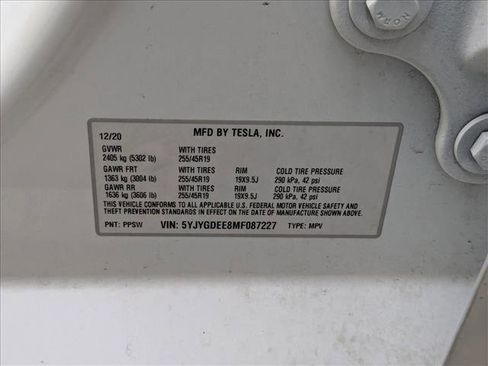 NORM
12/20 MFD BY TESLA, INC.
GVWR WITH TIRES
2405 kg (5302 lb) 255/45R19
GAWR FRT WITH TIRES RIM COLD TIRE PRESSURE
1363 kg (3004 lb) 255/45R19 19X9.5J 290 kPa, 42 psi
GAWR RR WITH TIRES RIM COLD TIRE PRESSURE
1636 kg (3606 lb) 255/45R19 19X9.5J 290 kPa, 42 psi
THIS VEHICLE CONFORMS TO ALL APPLICABLE U.S. FEDERAL MOTOR VEHICLE SAFETY AND
THEFT PREVENTION STANDARDS IN EFFECT ON THE DATE OF MANUFACTURE SHOWN ABOVE.
PNT: PPSW VIN: 5YJYGDEE8MF087227 TYPE: MPV